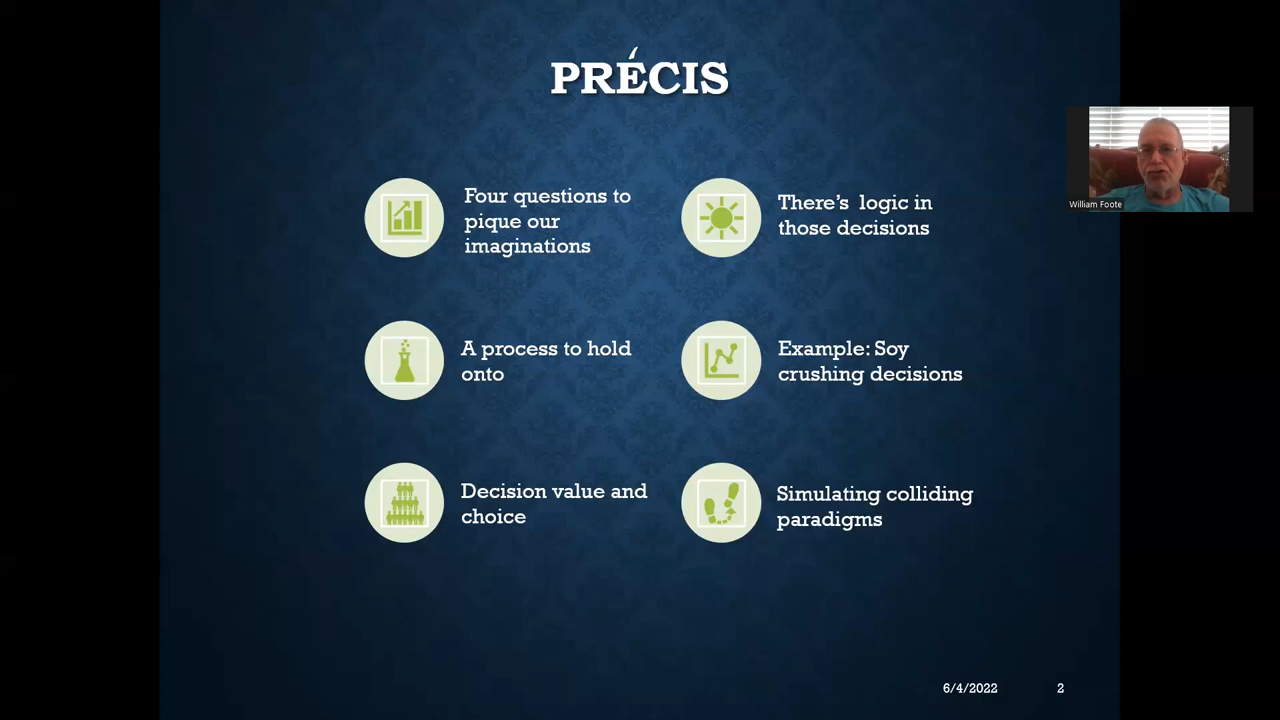 PRÉCIS
Four questions to
pique our
imaginations
There's logic in
those decisions
A process to hold
onto
Example: Soy
crushing decisions
Decision value and
choice
Simulating colliding
paradigms
William Foote
6/4/2022
2